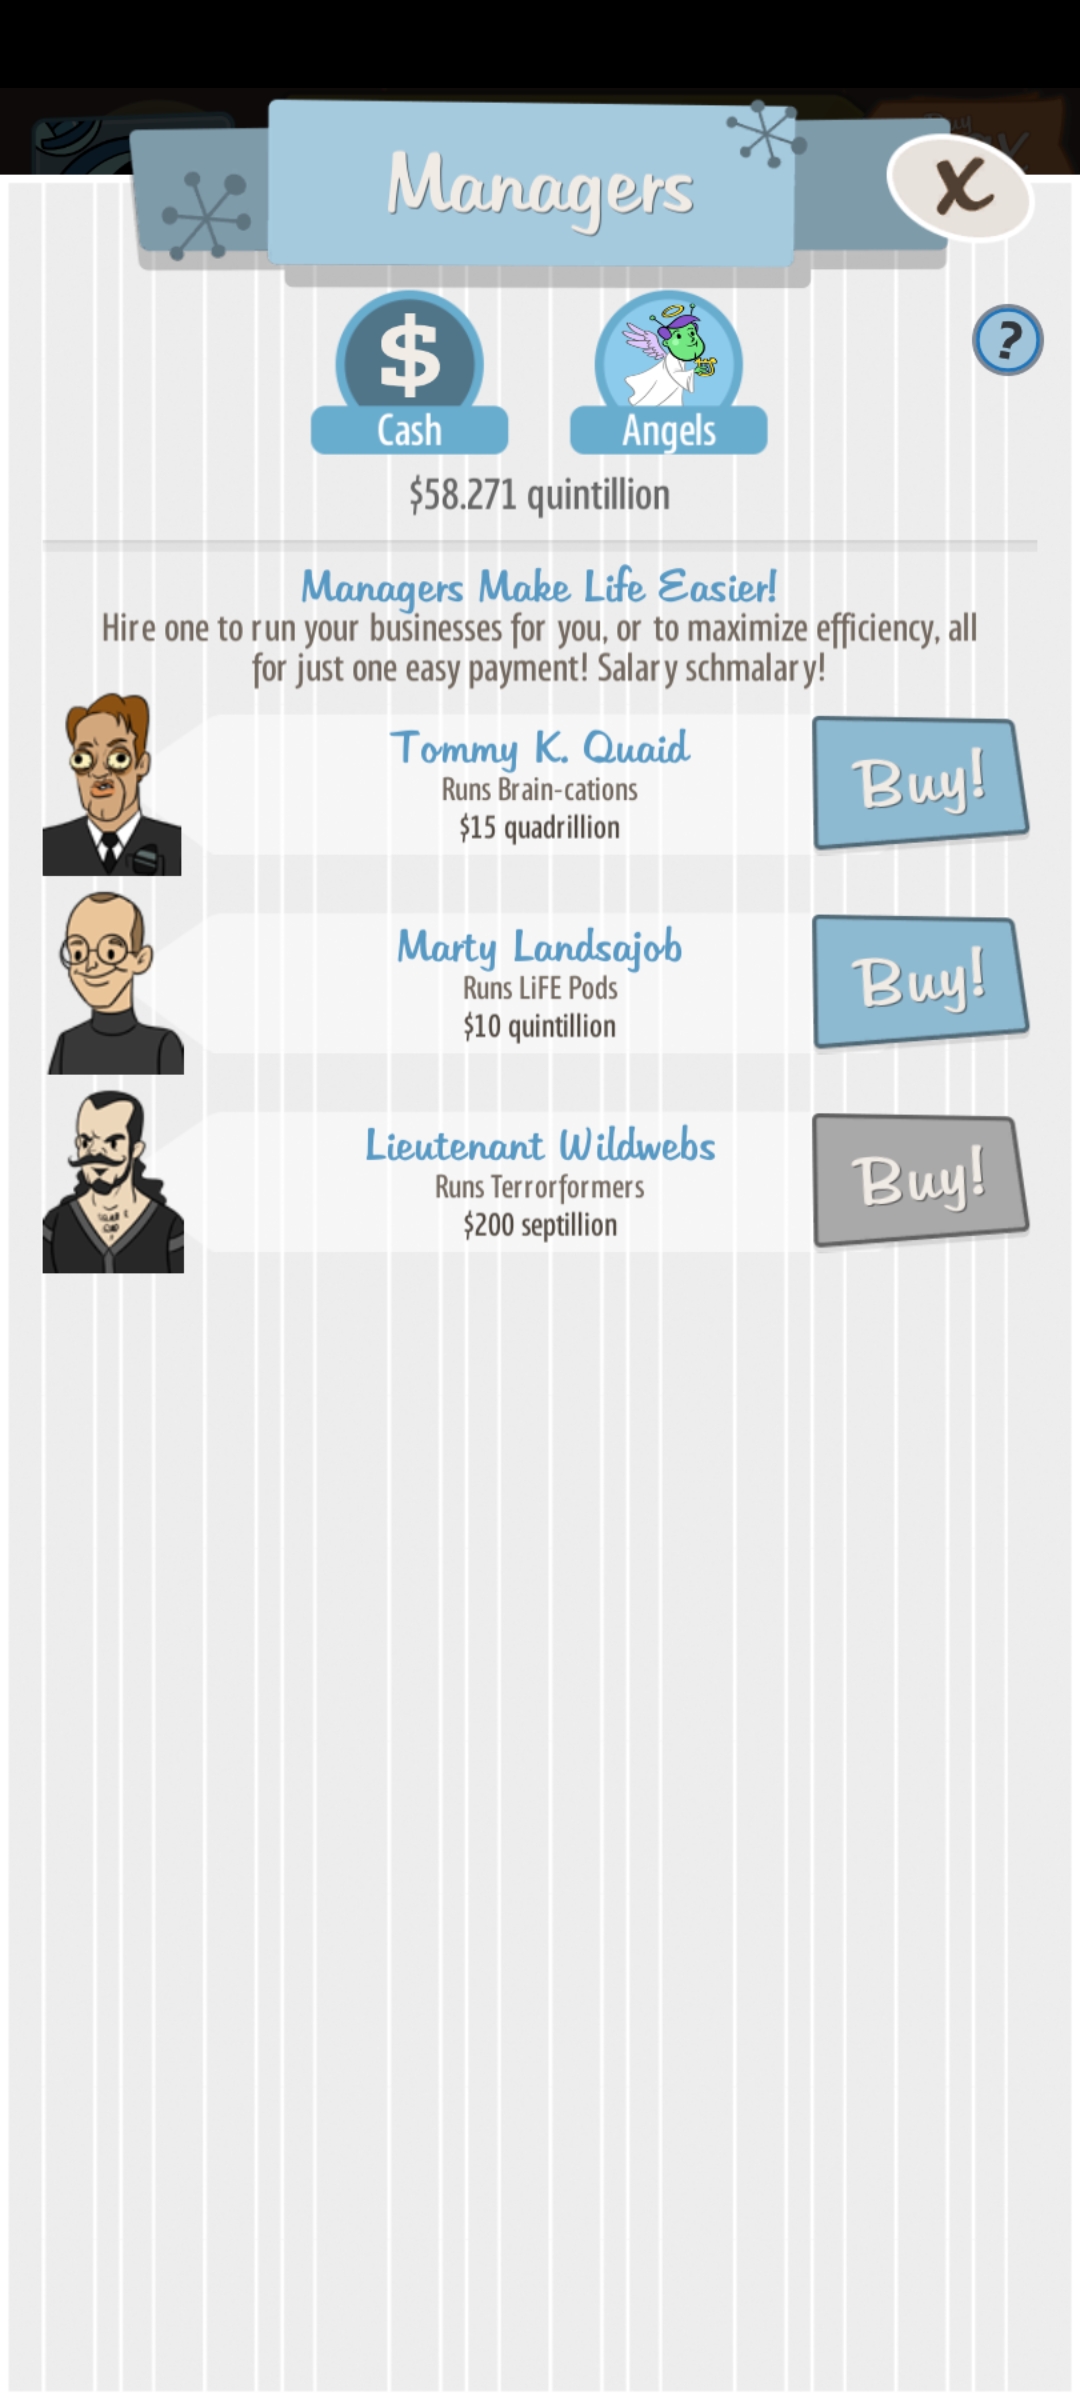 Managers
X
$
Cash
Angels
?
$58.271 quintillion
Managers Make Life Easier!
Hire one to run your businesses for you, or to maximize efficiency, all
for just one easy payment! Salary schmalary!
Tommy K. Quaid
Runs Brain-cations
$15 quadrillion
Buy!
Marty Landsajob
Runs LiFE Pods
$10 quintillion
Buy!
Lieutenant Wildwebs
Runs Terrorformers
$200 septillion
Buy!